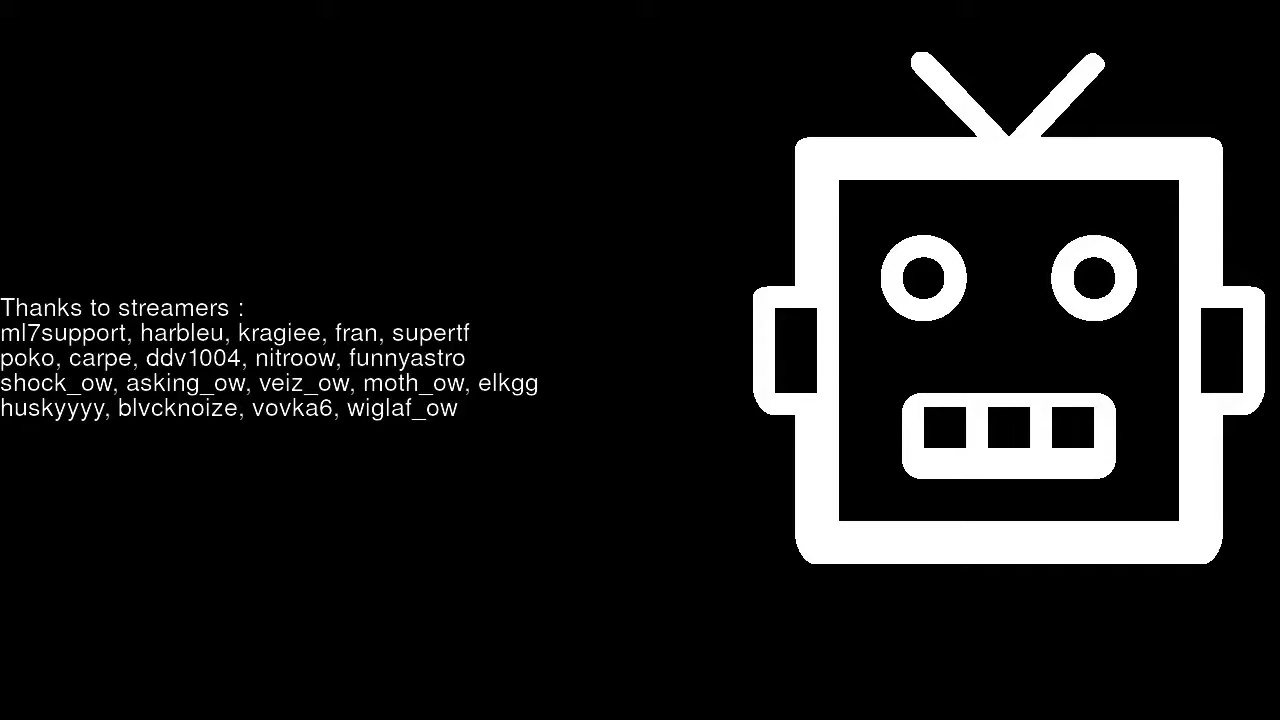 Thanks to streamers :
ml7support, harbleu, kragiee, fran, supertf
poko, carpe, ddv1004, nitroow, funnyastro
shock_ow, asking_ow, veiz_ow, moth_ow, elkgg
huskyyyy, blvcknoize, vovka6, wiglaf_ow